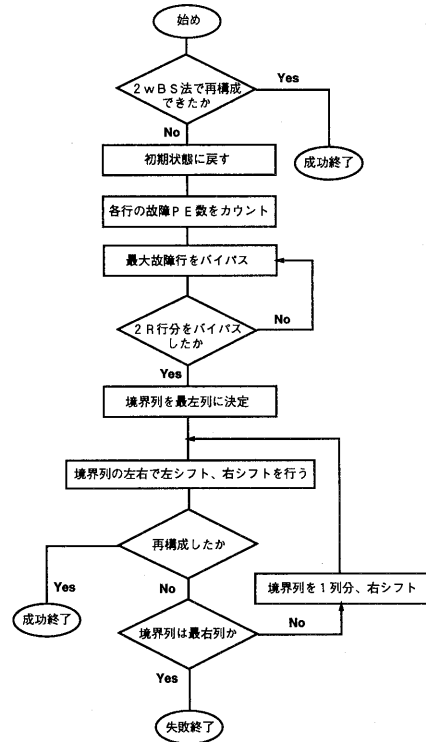 始め
2wBS法で再構成
できたか
Yes
No
成功終了
初期状態に戻す
各行の故障PE数をカウント
最大故障行をバイパス
2R行分をバイパス
したか
No
Yes
境界列を最左列に決定
境界列の左右で左シフト、右シフトを行う
再構成したか
Yes
No
境界列を1列分、右シフト
成功終了
境界列は最右列か
No
Yes
失敗終了